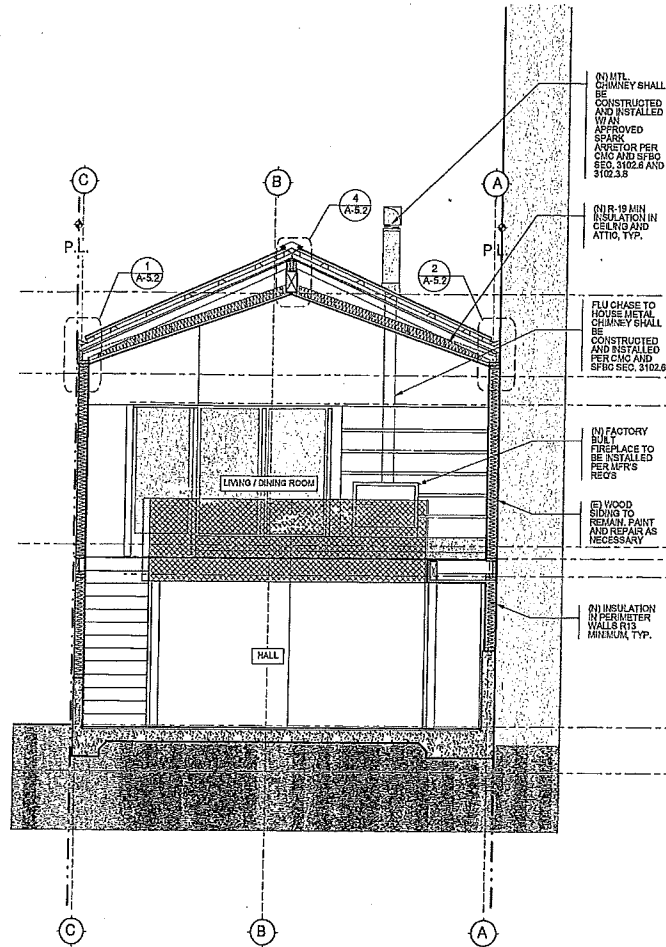 (N) MTL.
CHIMNEY SHALL
BE
CONSTRUCTED
AND INSTALLED
W/ AN
APPROVED
SPARK
ARRETOR PER
CMC AND SFBC
SEC. 3102.6 AND
3102.3.8
C
B
A
4
A-5.2
(N) R-19 MIN
INSULATION IN
CEILING AND
ATTIC, TYP.
P.L.
P.L.
1
A-5.2
2
A-5.2
FLU CHASE TO
HOUSE METAL
CHIMNEY SHALL
BE
CONSTRUCTED
AND INSTALLED
PER CMC AND
SFBC SEC. 3102.6
(N) FACTORY
BUILT
FIREPLACE TO
BE INSTALLED
PER MFR'S
REQ'S
LIVING / DINING ROOM
(E) WOOD
SIDING TO
REMAIN. PAINT
AND REPAIR AS
NECESSARY
(N) INSULATION
IN PERIMETER
WALLS R13
MINIMUM, TYP.
HALL
C
B
A